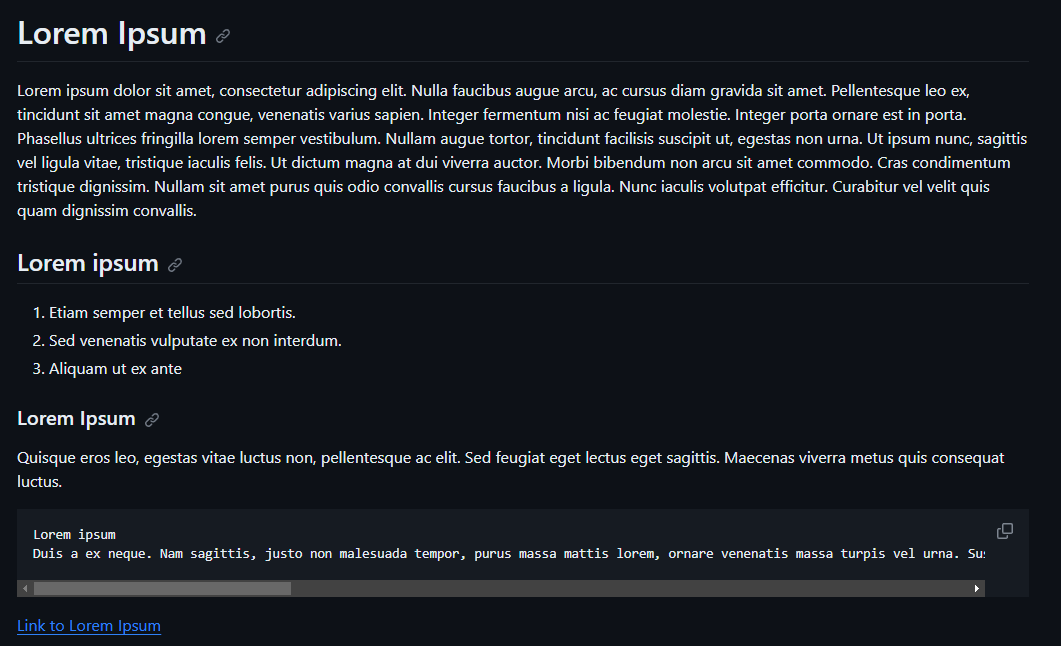 Lorem Ipsum
Lorem ipsum dolor sit amet, consectetur adipiscing elit. Nulla faucibus augue arcu, ac cursus diam gravida sit amet. Pellentesque leo ex,
tincidunt sit amet magna congue, venenatis varius sapien. Integer fermentum nisi ac feugiat molestie. Integer porta ornare est in porta.
Phasellus ultrices fringilla lorem semper vestibulum. Nullam augue tortor, tincidunt facilisis suscipit ut, egestas non urna. Ut ipsum nunc, sagittis
vel ligula vitae, tristique iaculis felis. Ut dictum magna at dui viverra auctor. Morbi bibendum non arcu sit amet commodo. Cras condimentum
tristique dignissim. Nullam sit amet purus quis odio convallis cursus faucibus a ligula. Nunc iaculis volutpat efficitur. Curabitur vel velit quis
quam dignissim convallis.
Lorem ipsum
1. Etiam semper et tellus sed lobortis.
2. Sed venenatis vulputate ex non interdum.
3. Aliquam ut ex ante
Lorem Ipsum
Quisque eros leo, egestas vitae luctus non, pellentesque ac elit. Sed feugiat eget lectus eget sagittis. Maecenas viverra metus quis consequat
luctus.
Lorem ipsum
Duis a ex neque. Nam sagittis, justo non malesuada tempor, purus massa mattis lorem, ornare venenatis massa turpis vel urna.
Link to Lorem Ipsum